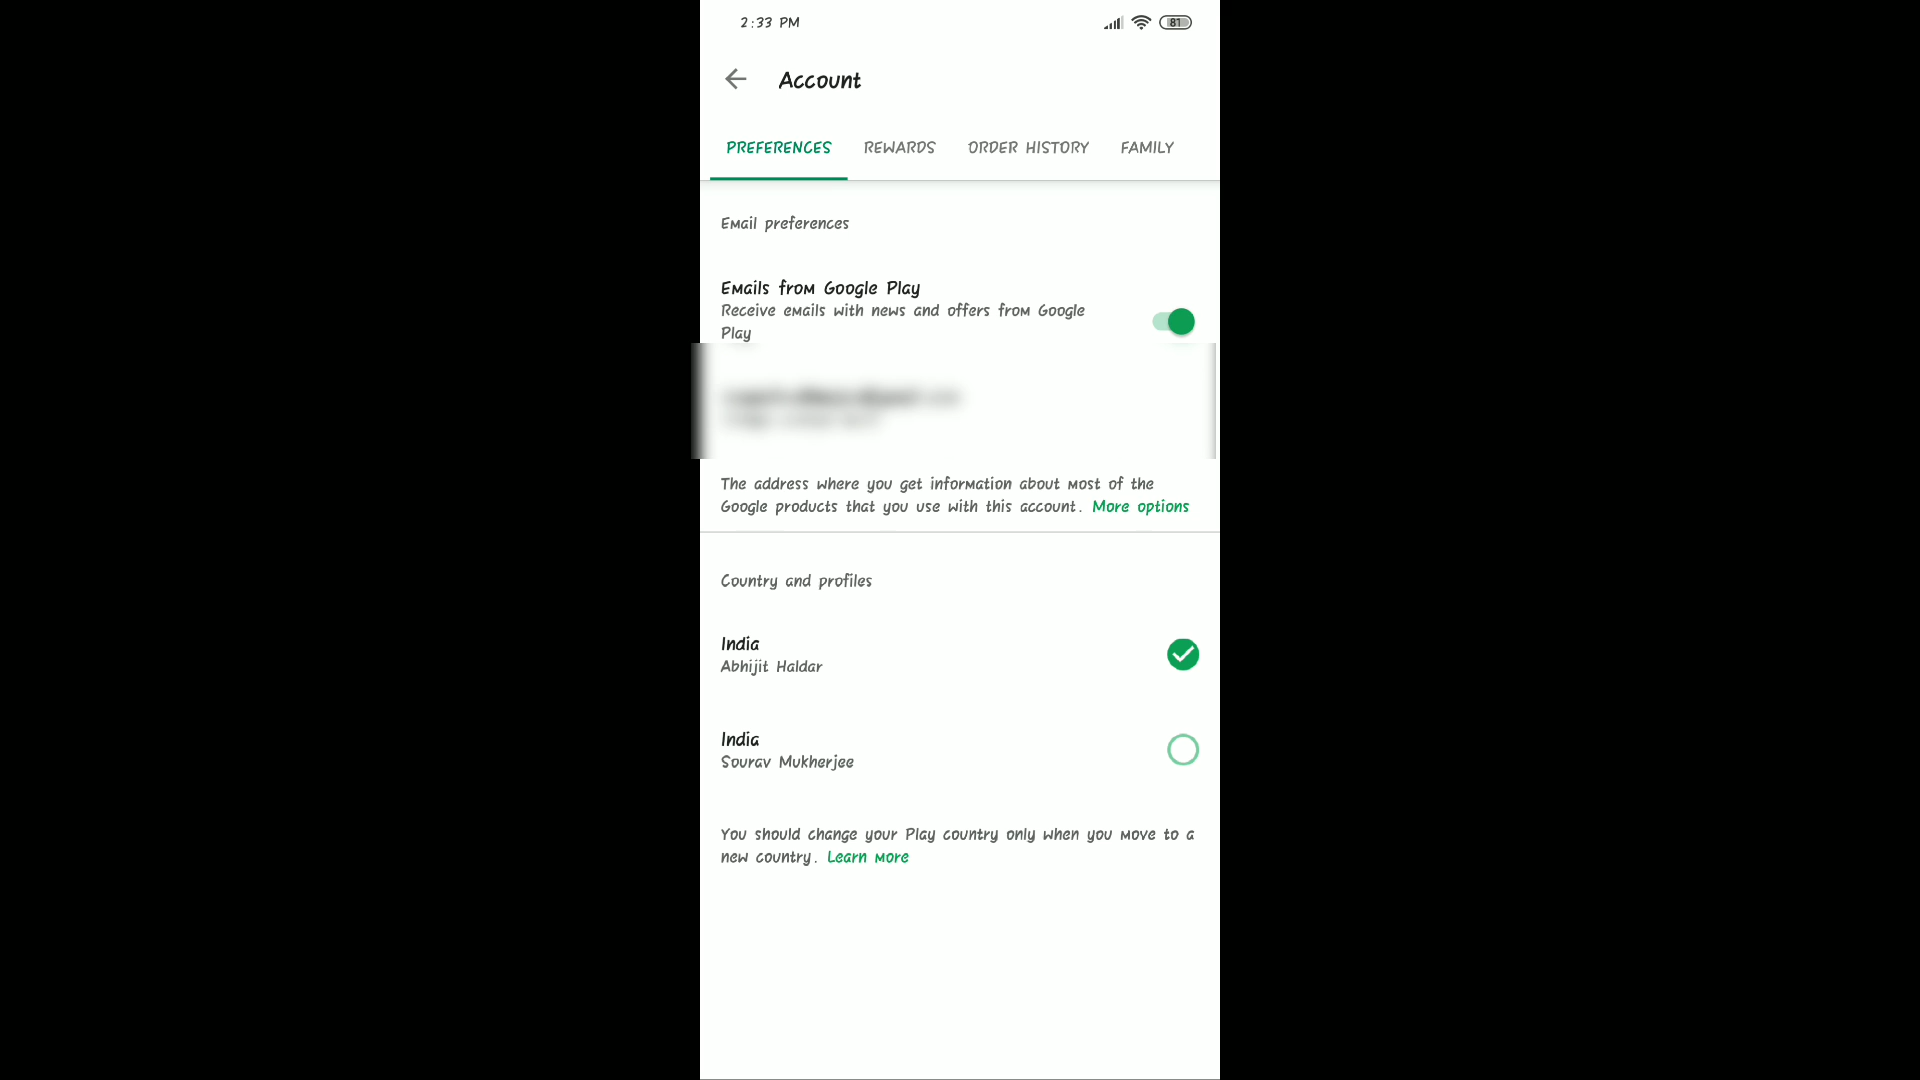 2:33 PM
81
Account
PREFERENCES REWARDS ORDER HISTORY FAMILY
Email preferences
Emails from Google Play
Receive emails with news and offers from Google
Play
The address where you get information about most of the
Google products that you use with this account. More options
Country and profiles
India
Abhijit Haldar
India
Sourav Mukherjee
You should change your Play country only when you move to a
new country. Learn more